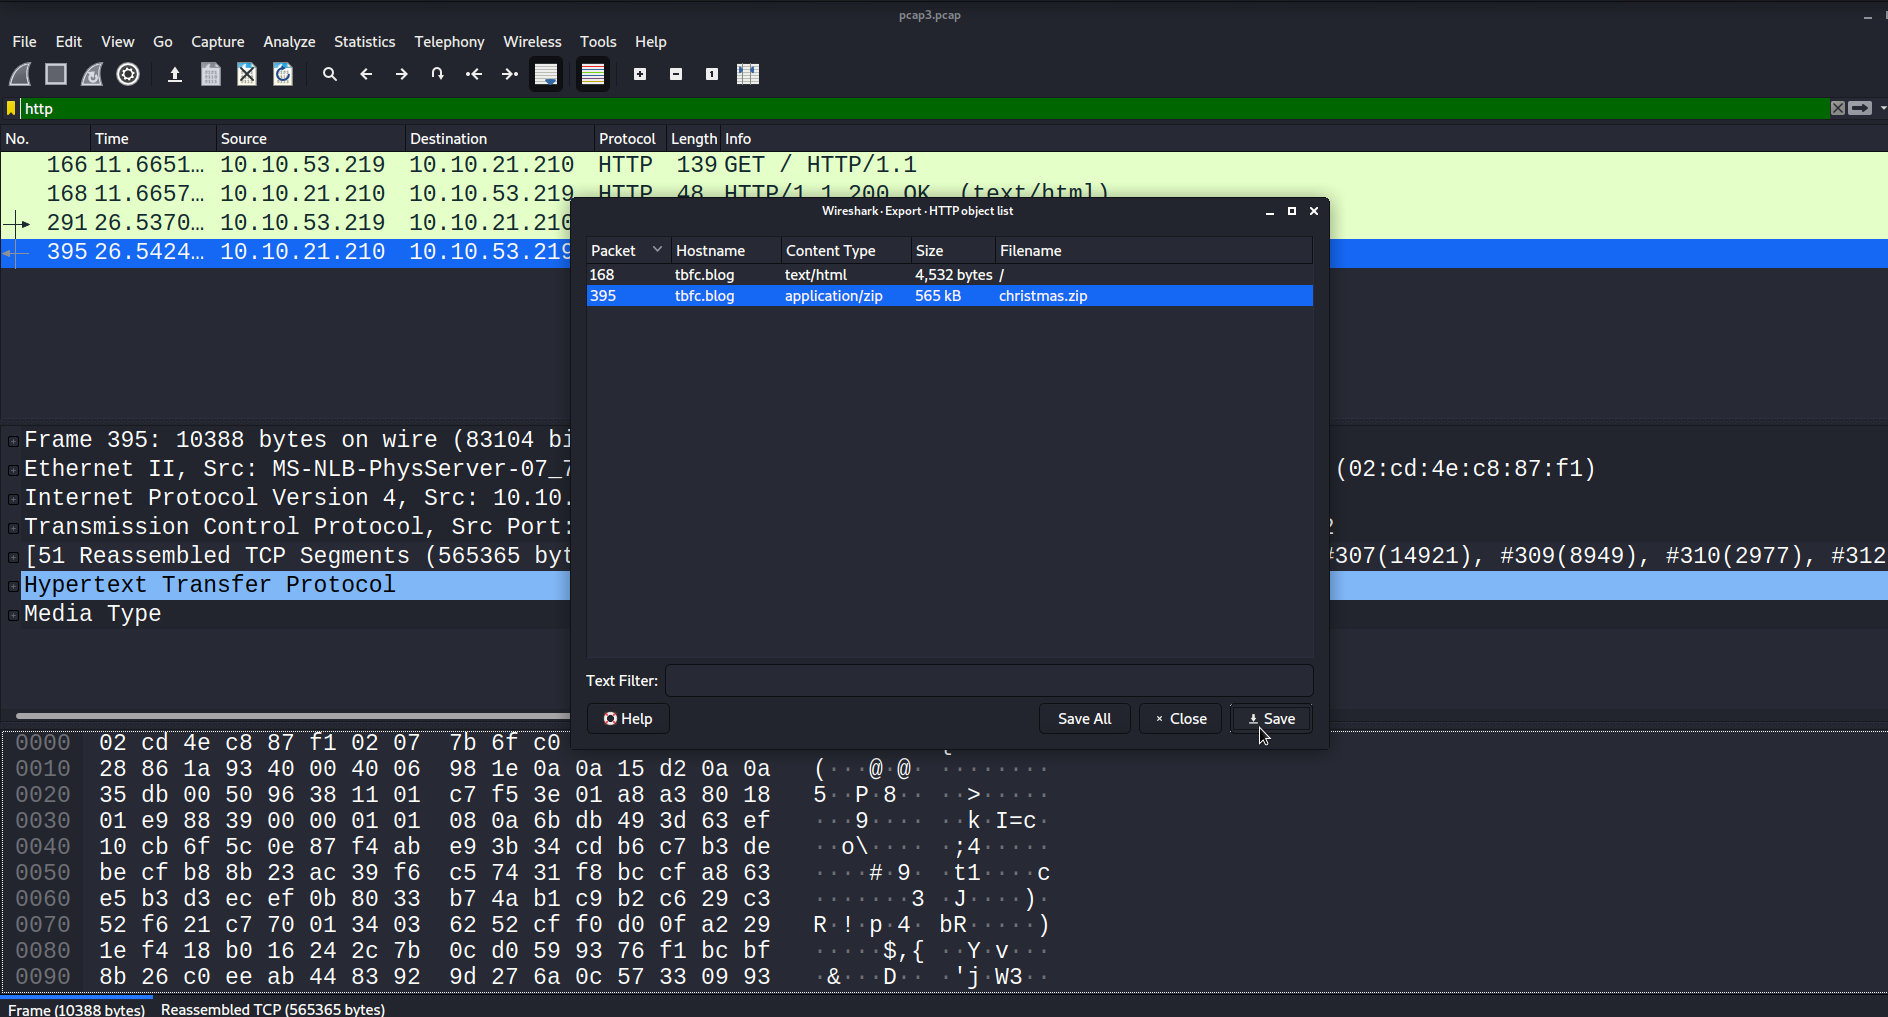 pcap3.pcap
File Edit View Go Capture Analyze Statistics Telephony Wireless Tools Help
http
No. Time Source Destination Protocol Length Info
166 11.6651… 10.10.53.219 10.10.21.210 HTTP 139 GET / HTTP/1.1
168 11.6657… 10.10.21.210 10.10.53.219 HTTP 48 HTTP/1.1 200 OK (text/html)
291 26.5370… 10.10.53.219 10.10.21.210
395 26.5424… 10.10.21.210 10.10.53.219
Wireshark · Export · HTTP object list
Packet Hostname Content Type Size Filename
168 tbfc.blog text/html 4,532 bytes /
395 tbfc.blog application/zip 565 kB christmas.zip
Text Filter:
Help Save All Close Save
Frame 395: 10388 bytes on wire (83104 bi
Ethernet II, Src: MS-NLB-PhysServer-07_7 (02:cd:4e:c8:87:f1)
Internet Protocol Version 4, Src: 10.10.
Transmission Control Protocol, Src Port: 2
[51 Reassembled TCP Segments (565365 byt #307(14921), #309(8949), #310(2977), #312
Hypertext Transfer Protocol
Media Type
0000 02 cd 4e c8 87 f1 02 07 7b 6f c0
0010 28 86 1a 93 40 00 40 06 98 1e 0a 0a 15 d2 0a 0a (···@·@· ········
0020 35 db 00 50 96 38 11 01 c7 f5 3e 01 a8 a3 80 18 5··P·8·· ··>·····
0030 01 e9 88 39 00 00 01 01 08 0a 6b db 49 3d 63 ef ···9···· ··k·I=c·
0040 10 cb 6f 5c 0e 87 f4 ab e9 3b 34 cd b6 c7 b3 de ··o\···· ·;4·····
0050 be cf b8 8b 23 ac 39 f6 c5 74 31 f8 bc cf a8 63 ····#·9· ·t1····c
0060 e5 b3 d3 ec ef 0b 80 33 b7 4a b1 c9 b2 c6 29 c3 ·······3 ·J····)·
0070 52 f6 21 c7 70 01 34 03 62 52 cf f0 d0 0f a2 29 R·!·p·4· bR·····)
0080 1e f4 18 b0 16 24 2c 7b 0c d0 59 93 76 f1 bc bf ·····$,{ ··Y·v···
0090 8b 26 c0 ee ab 44 83 92 9d 27 6a 0c 57 33 09 93 ·&···D·· ·'j·W3··
Frame (10388 bytes) Reassembled TCP (565365 bytes)